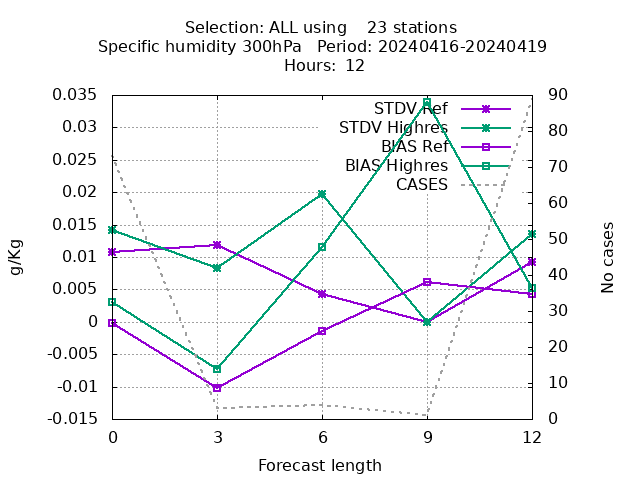 Selection: ALL using    23 stations
Specific humidity 300hPa   Period: 20240416-20240419
Hours: 12
0.035
0.03
0.025
0.02
0.015
0.01
0.005
0
-0.005
-0.01
-0.015
g/Kg
STDV Ref
STDV Highres
BIAS Ref
BIAS Highres
CASES
90
80
70
60
50
40
30
20
10
0
No cases
0 3 6 9 12
Forecast length